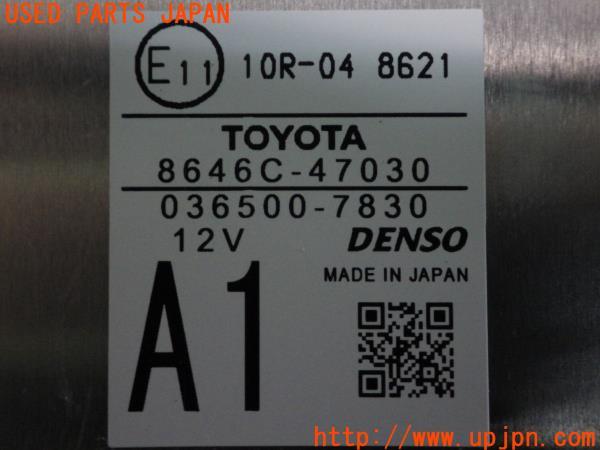 USED PARTS JAPAN
E11 10R-04 8621
TOYOTA
8646C-47030
036500-7830
12V DENSO
MADE IN JAPAN
A1
http://www.upjpn.com